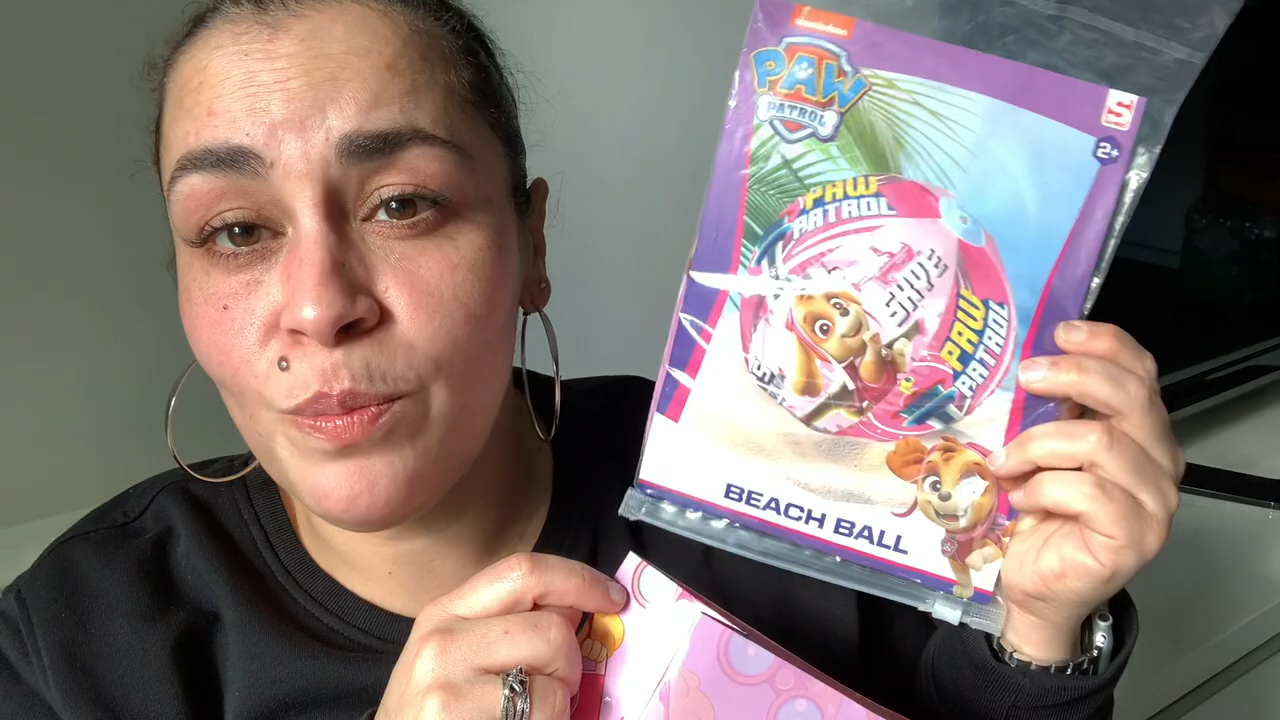 nickelodeon
PAW
PATROL
2+
PAW
PATROL
SKYE
PAW
PATROL
BEACH BALL